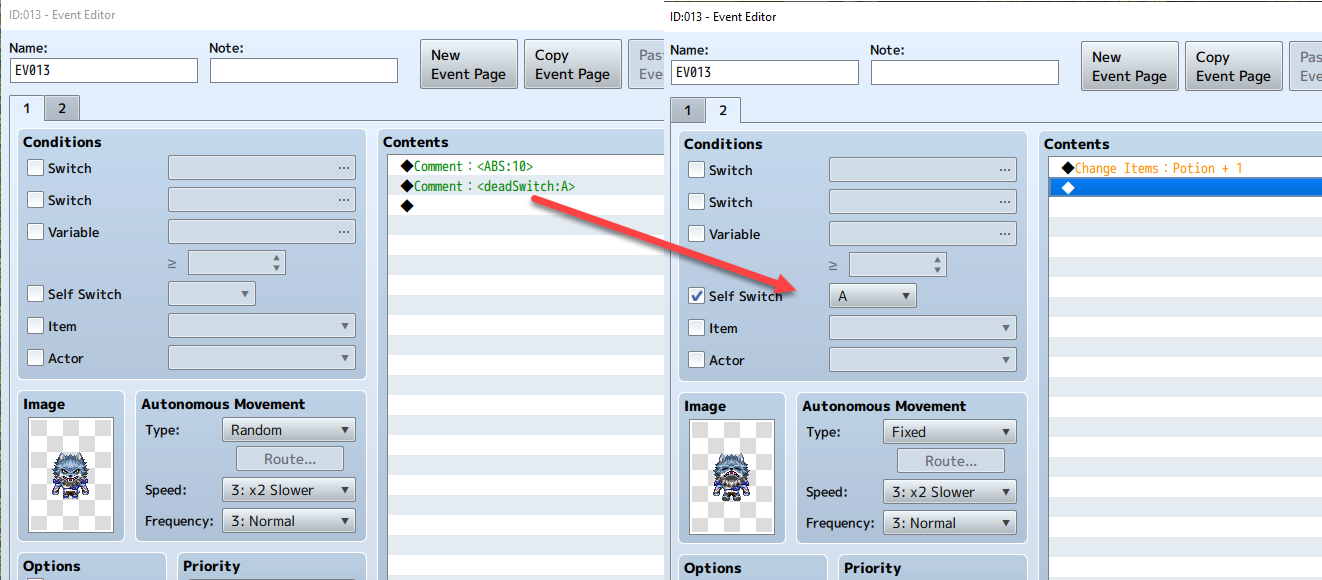 ID:013 - Event Editor
Name:
Note:
EV013
New
Event Page
Copy
Event Page
Pas
Eve
1
2
Conditions
Switch
...
Switch
...
Variable
...
≥
Self Switch
Item
Actor
Contents
◆Comment：<ABS:10>
◆Comment：<deadSwitch:A>
◆
Image
Autonomous Movement
Type:
Random
Route...
Speed:
3: x2 Slower
Frequency:
3: Normal
Options
Priority
ID:013 - Event Editor
Name:
Note:
EV013
New
Event Page
Copy
Event Page
Pas
Eve
1
2
Conditions
Switch
...
Switch
...
Variable
...
≥
Self Switch
A
Item
Actor
Contents
◆Change Items：Potion + 1
◆
Image
Autonomous Movement
Type:
Fixed
Route...
Speed:
3: x2 Slower
Frequency:
3: Normal
Options
Priority